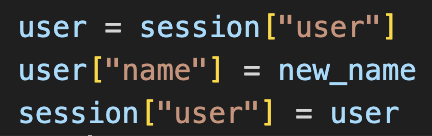 user = session["user"]
user["name"] = new_name
session["user"] = user